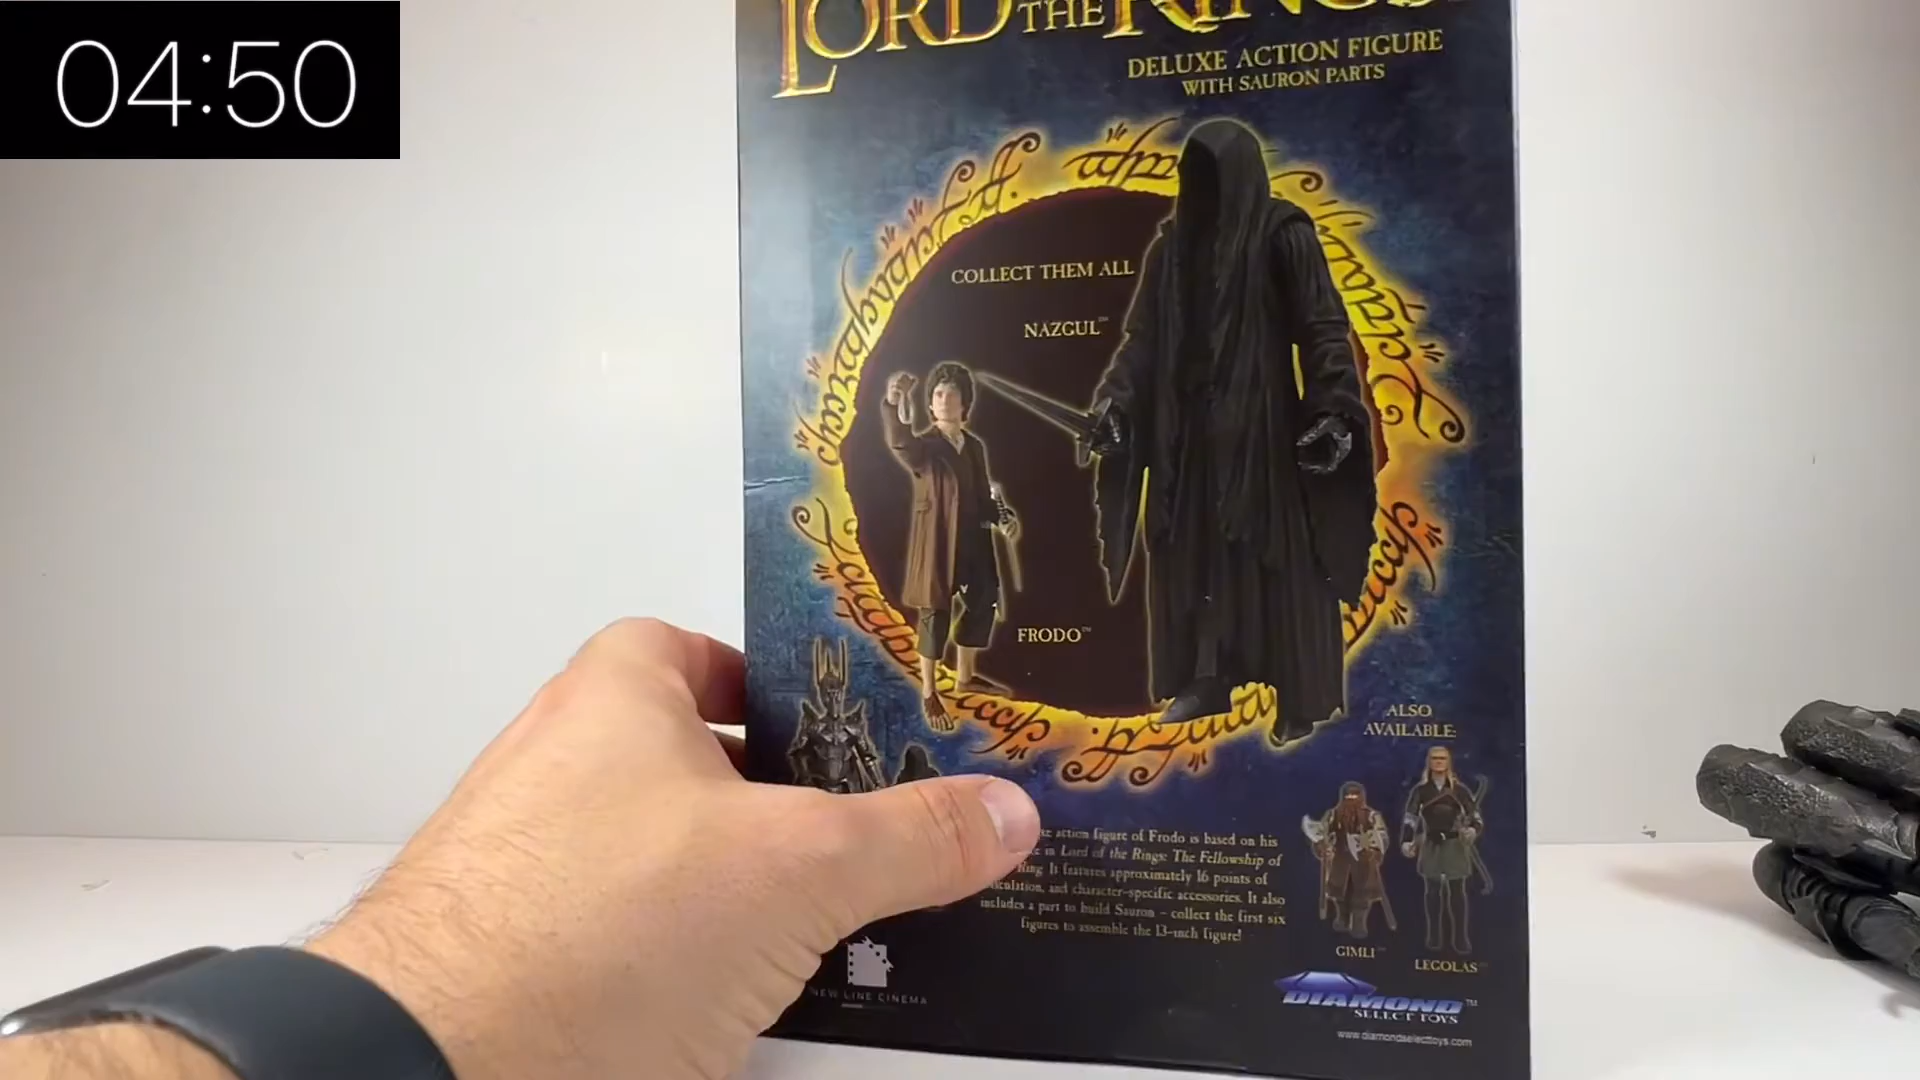 04:50
LORD OF THE RINGS
DELUXE ACTION FIGURE
WITH SAURON PARTS
COLLECT THEM ALL
NAZGUL™
FRODO™
ALSO
AVAILABLE:
action figure of Frodo is based on his
in Lord of the Rings: The Fellowship of
Ring. It features approximately 16 points of
and character-specific accessories. It also
includes a part to build Sauron – collect the first six
figures to assemble the 13-inch figure!
GIMLI™
LEGOLAS™
NEW LINE CINEMA
DIAMOND™
SELECT TOYS
www.diamondselecttoys.com